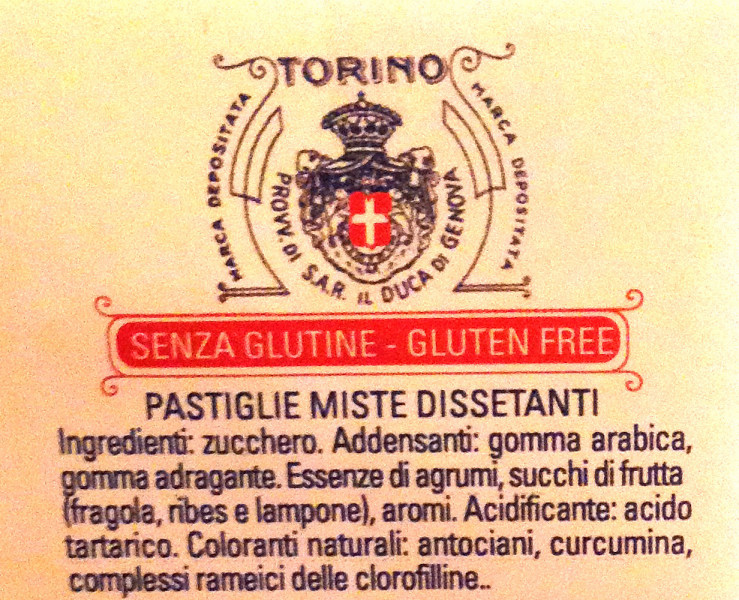 TORINO
MARCA DEPOSITATA
MARCA DEPOSITATA
PROVV. DI S.A.R. IL DUCA DI GENOVA
SENZA GLUTINE - GLUTEN FREE
PASTIGLIE MISTE DISSETANTI
Ingredienti: zucchero. Addensanti: gomma arabica,
gomma adragante. Essenze di agrumi, succhi di frutta
(fragola, ribes e lampone), aromi. Acidificante: acido
tartarico. Coloranti naturali: antociani, curcumina,
complessi rameici delle clorofilline..